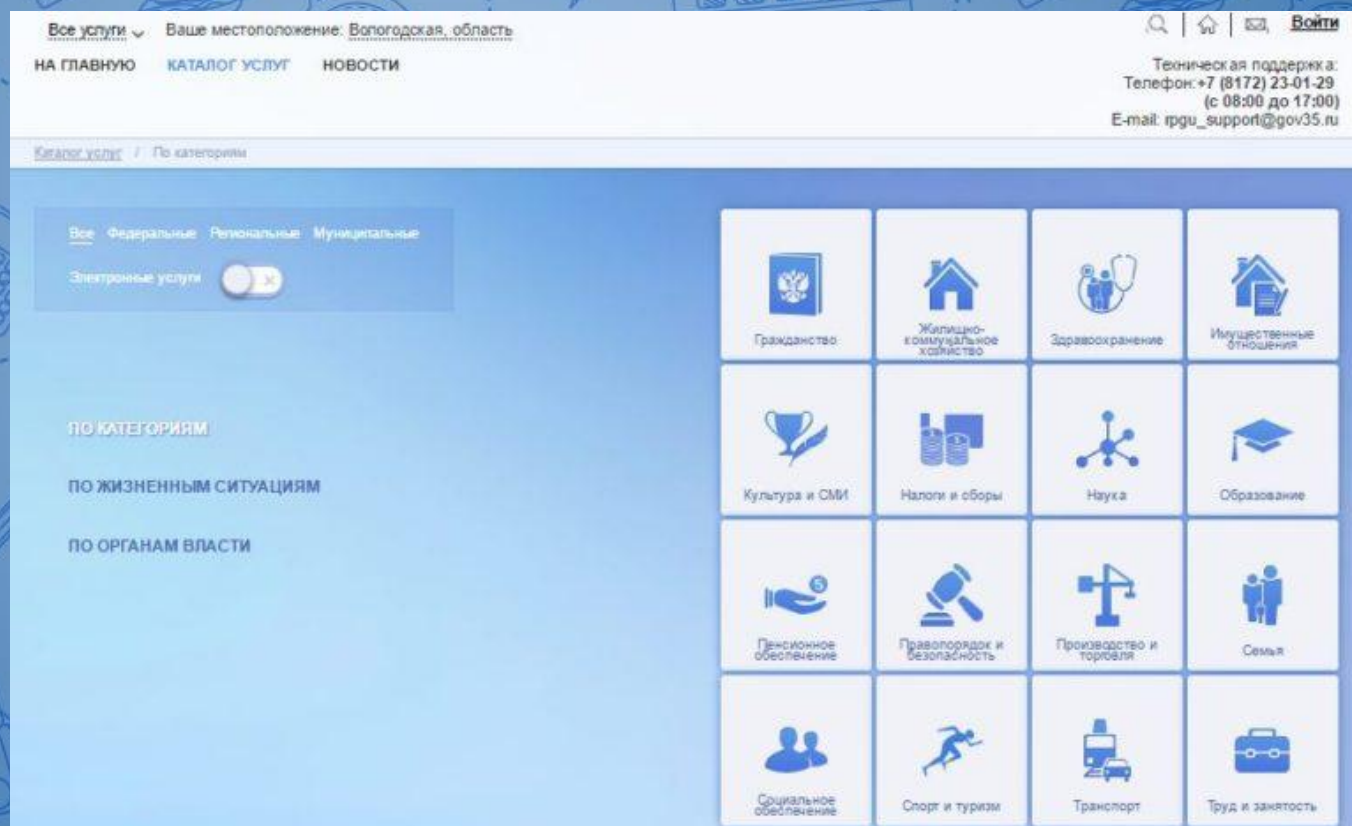 Все услуги Ваше местоположение: Вологодская, область
Войти
НА ГЛАВНУЮ КАТАЛОГ УСЛУГ НОВОСТИ
Техническая поддержка:
Телефон:+7 (8172) 23-01-29
(с 08:00 до 17:00)
E-mail: rpgu_support@gov35.ru
Каталог услуг / По категориям
Все Федеральные Региональные Муниципальные
Электронные услуги
ПО КАТЕГОРИЯМ
ПО ЖИЗНЕННЫМ СИТУАЦИЯМ
ПО ОРГАНАМ ВЛАСТИ
Гражданство
Жилищно-
коммунальное
хозяйство
Здравоохранение
Имущественные
отношения
Культура и СМИ
Налоги и сборы
Наука
Образование
Пенсионное
обеспечение
Правопорядок и
безопасность
Производство и
торговля
Семья
Социальное
обеспечение
Спорт и туризм
Транспорт
Труд и занятость